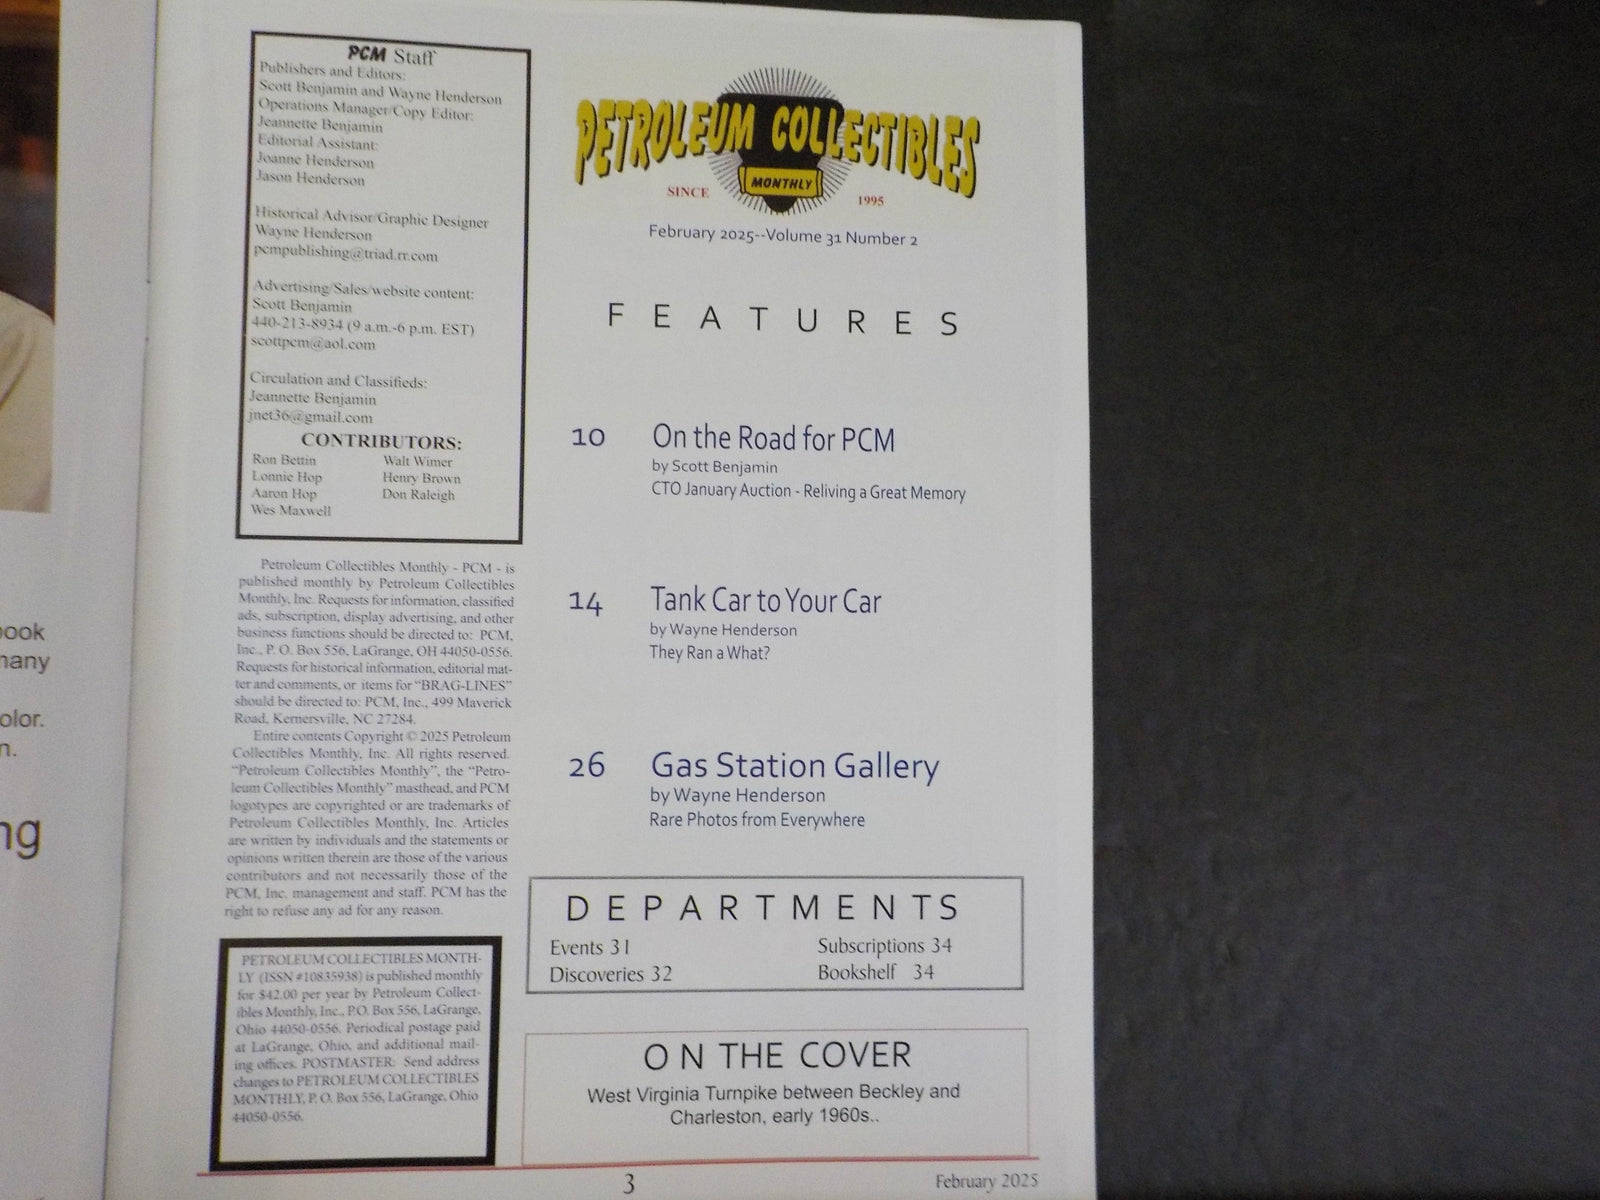 PCM Staff
Publishers and Editors:
Scott Benjamin and Wayne Henderson
Operations Manager/Copy Editor:
Jeannette Benjamin
Editorial Assistant:
Joanne Henderson
Jason Henderson
Historical Advisor/Graphic Designer
Wayne Henderson
pcmpublishing@triad.rr.com
Advertising/Sales/website content:
Scott Benjamin
440-213-8934 (9 a.m.-6 p.m. EST)
scottpcm@aol.com
Circulation and Classifieds:
Jeannette Benjamin
jnet36@gmail.com
CONTRIBUTORS:
Ron Bettin
Lonnie Hop
Aaron Hop
Wes Maxwell
Walt Wimer
Henry Brown
Don Raleigh
Petroleum Collectibles Monthly - PCM - is
published monthly by Petroleum Collectibles
Monthly, Inc. Requests for information, classified
ads, subscription, display advertising, and other
business functions should be directed to: PCM,
Inc., P. O. Box 556, LaGrange, OH 44050-0556.
Requests for historical information, editorial mat-
ter and comments, or items for "BRAG-LINES"
should be directed to: PCM, Inc., 499 Maverick
Road, Kernersville, NC 27284.
Entire contents Copyright © 2025 Petroleum
Collectibles Monthly, Inc. All rights reserved.
"Petroleum Collectibles Monthly", the "Petro-
leum Collectibles Monthly" masthead, and PCM
logotypes are copyrighted or are trademarks of
Petroleum Collectibles Monthly, Inc. Articles
are written by individuals and the statements or
opinions written therein are those of the various
contributors and not necessarily those of the
PCM, Inc. management and staff. PCM has the
right to refuse any ad for any reason.
PETROLEUM COLLECTIBLES MONTH-
LY (ISSN #10835938) is published monthly
for $42.00 per year by Petroleum Collect-
ibles Monthly, Inc., P.O. Box 556, LaGrange,
Ohio 44050-0556. Periodical postage paid
at LaGrange, Ohio, and additional mail-
ing offices. POSTMASTER: Send address
changes to PETROLEUM COLLECTIBLES
MONTHLY, P. O. Box 556, LaGrange, Ohio
44050-0556.
PETROLEUM COLLECTIBLES
MONTHLY
SINCE 1995
February 2025--Volume 31 Number 2
FEATURES
10 On the Road for PCM
by Scott Benjamin
CTO January Auction - Reliving a Great Memory
14 Tank Car to Your Car
by Wayne Henderson
They Ran a What?
26 Gas Station Gallery
by Wayne Henderson
Rare Photos from Everywhere
DEPARTMENTS
Events 31 Subscriptions 34
Discoveries 32 Bookshelf 34
ON THE COVER
West Virginia Turnpike between Beckley and
Charleston, early 1960s..
3 February 2025